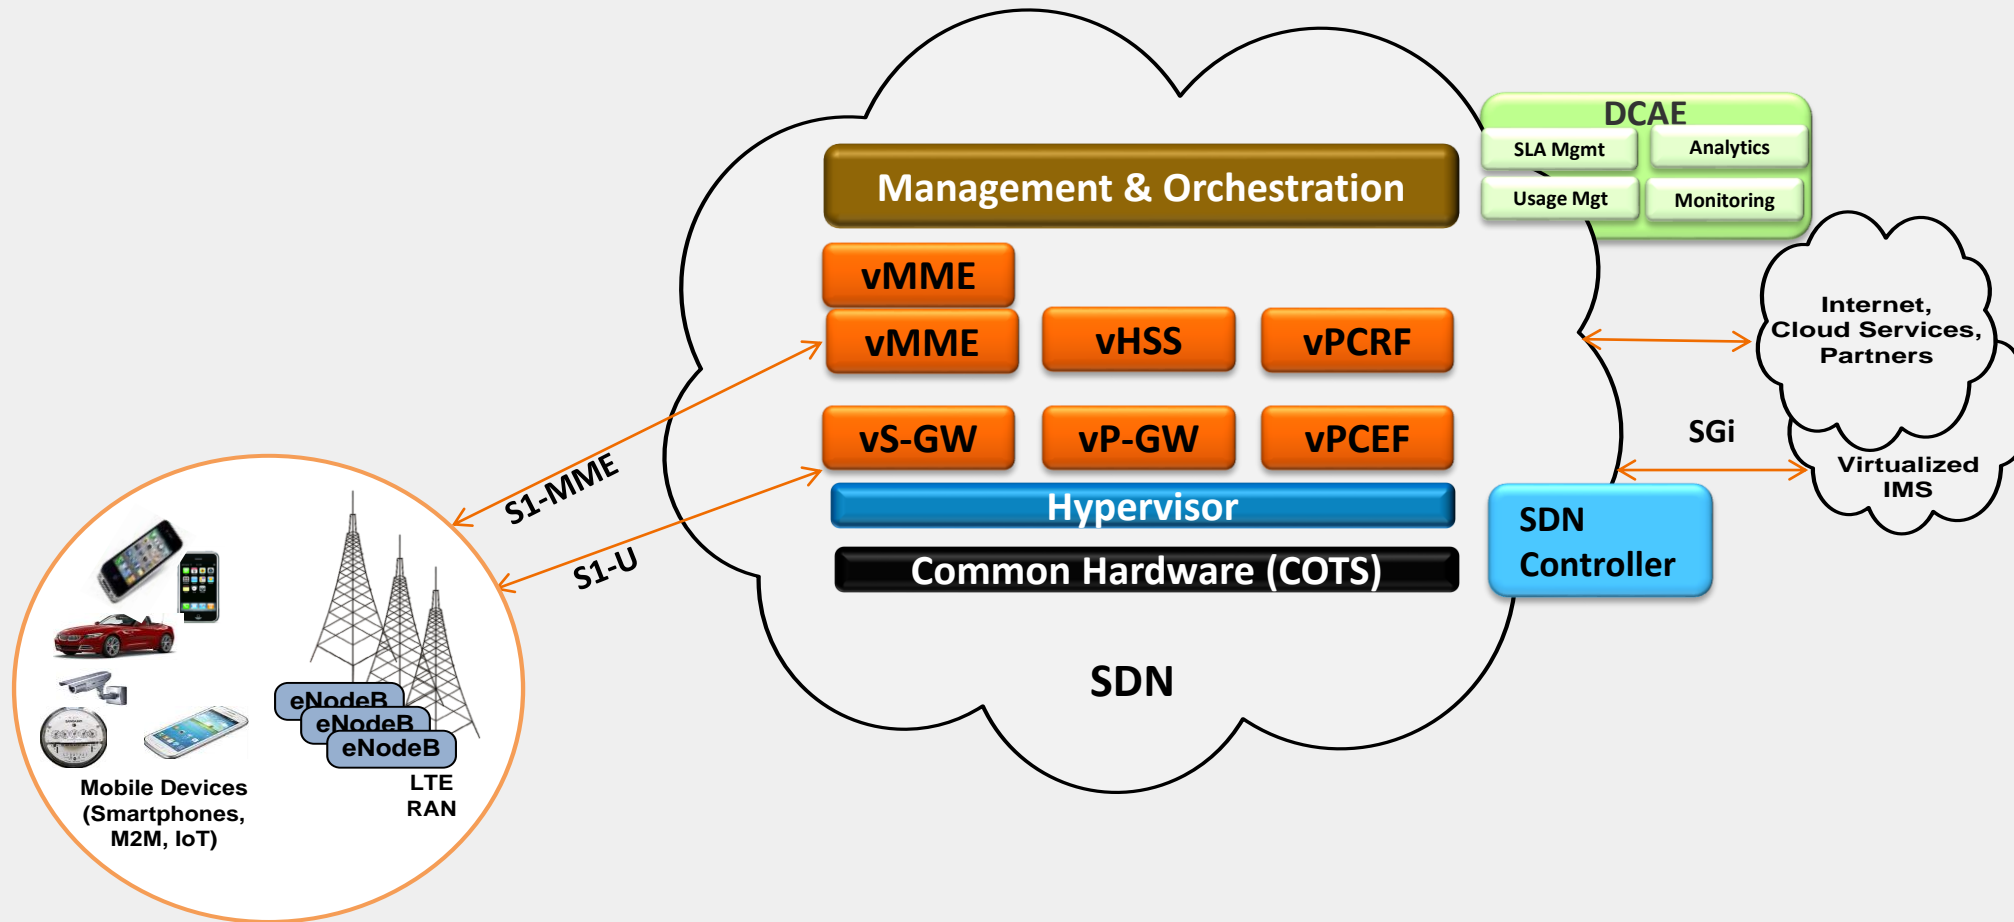 DCAE
SLA Mgmt
Analytics
Usage Mgt
Monitoring
Management & Orchestration
vMME
vMME
vHSS
vPCRF
vS-GW
vP-GW
vPCEF
Hypervisor
Common Hardware (COTS)
SDN
SDN
Controller
Internet,
Cloud Services,
Partners
SGi
Virtualized
IMS
S1-MME
S1-U
eNodeB
eNodeB
eNodeB
LTE
RAN
Mobile Devices
(Smartphones,
M2M, IoT)